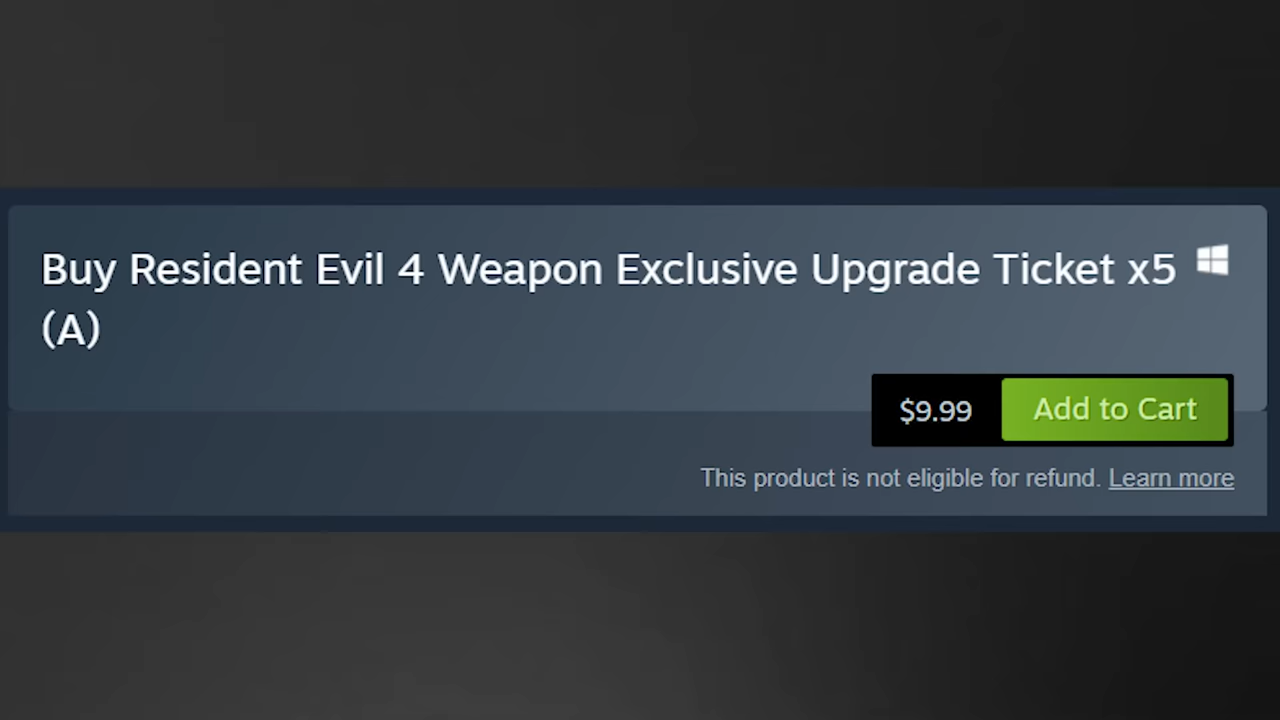 Buy Resident Evil 4 Weapon Exclusive Upgrade Ticket x5
(A)
$9.99 Add to Cart
This product is not eligible for refund. Learn more